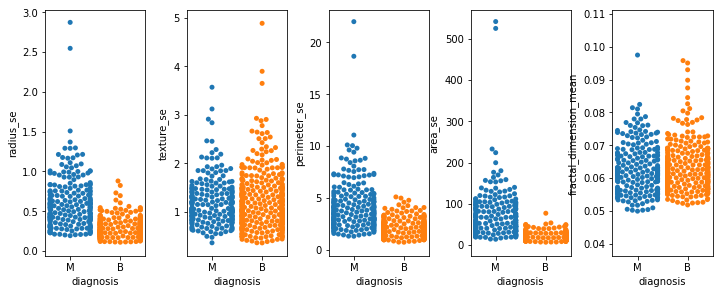 radius_se
3.0
2.5
2.0
1.5
1.0
0.5
0.0
M B
diagnosis
texture_se
5
4
3
2
1
M B
diagnosis
perimeter_se
20
15
10
5
0
M B
diagnosis
area_se
500
400
300
200
100
0
M B
diagnosis
fractal_dimension_mean
0.11
0.10
0.09
0.08
0.07
0.06
0.05
0.04
M B
diagnosis